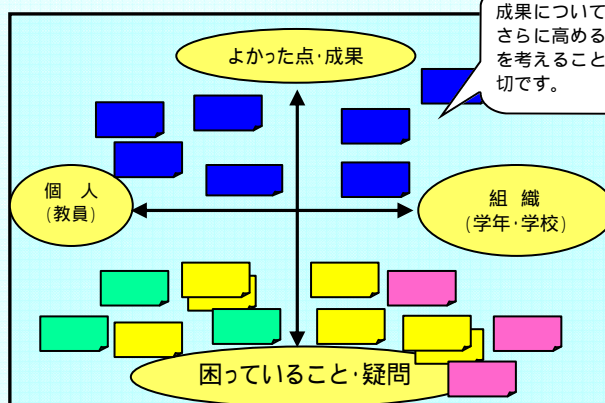 成果について
さらに高める
を考えること
切です。
よかった点・成果
個　人
(教員)
組　織
(学年・学校)
困っていること・疑問